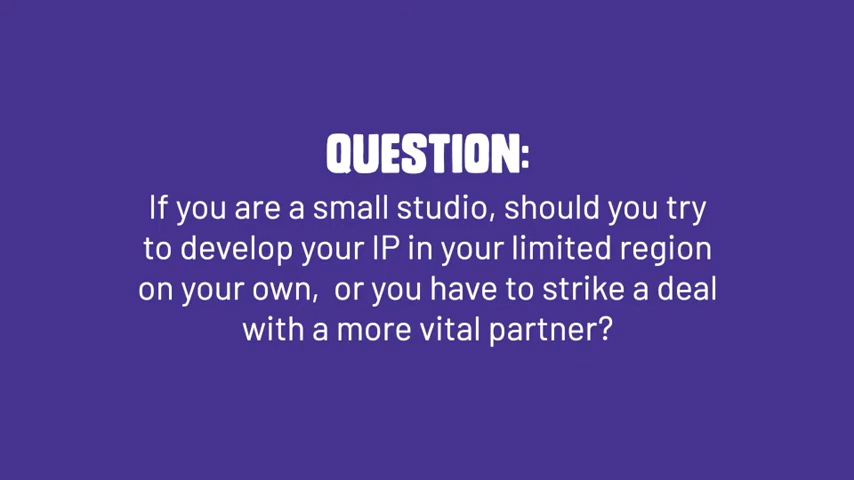 QUESTION:
If you are a small studio, should you try
to develop your IP in your limited region
on your own,  or you have to strike a deal
with a more vital partner?